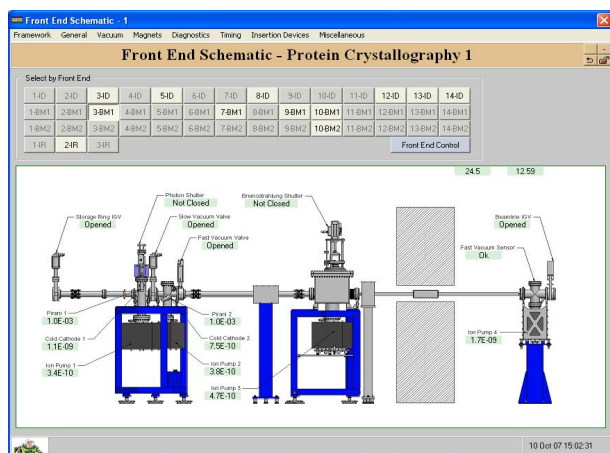 Front End Schematic - 1
Framework General Vacuum Magnets Diagnostics Timing Insertion Devices Miscellaneous
Front End Schematic - Protein Crystallography 1
Select by Front End
1-ID 2-ID 3-ID 4-ID 5-ID 6-ID 7-ID 8-ID 9-ID 10-ID 11-ID 12-ID 13-ID 14-ID
1-BM1 2-BM1 3-BM1 4-BM1 5-BM1 6-BM1 7-BM1 8-BM1 9-BM1 10-BM1 11-BM1 12-BM1 13-BM1 14-BM1
1-BM2 2-BM2 3-BM2 4-BM2 5-BM2 6-BM2 7-BM2 8-BM2 9-BM2 10-BM2 11-BM2 12-BM2 13-BM2 14-BM2
1-IR 2-IR 3-IR Front End Control
24.5 12.59
Photon Shutter
Not Closed
Bremsstrahlung Shutter
Not Closed
Storage Ring IGV
Opened
Slow Vacuum Valve
Opened
Beamline IGV
Opened
Fast Vacuum Valve
Opened
Fast Vacuum Sensor
Ok
Pirani 1
1.0E-03
Pirani 2
1.0E-03
Cold Cathode 1
1.1E-09
Cold Cathode 2
7.5E-10
Ion Pump 4
1.7E-09
Ion Pump 1
3.4E-10
Ion Pump 2
3.8E-10
Ion Pump 3
4.7E-10
10 Oct 07 15:02:31